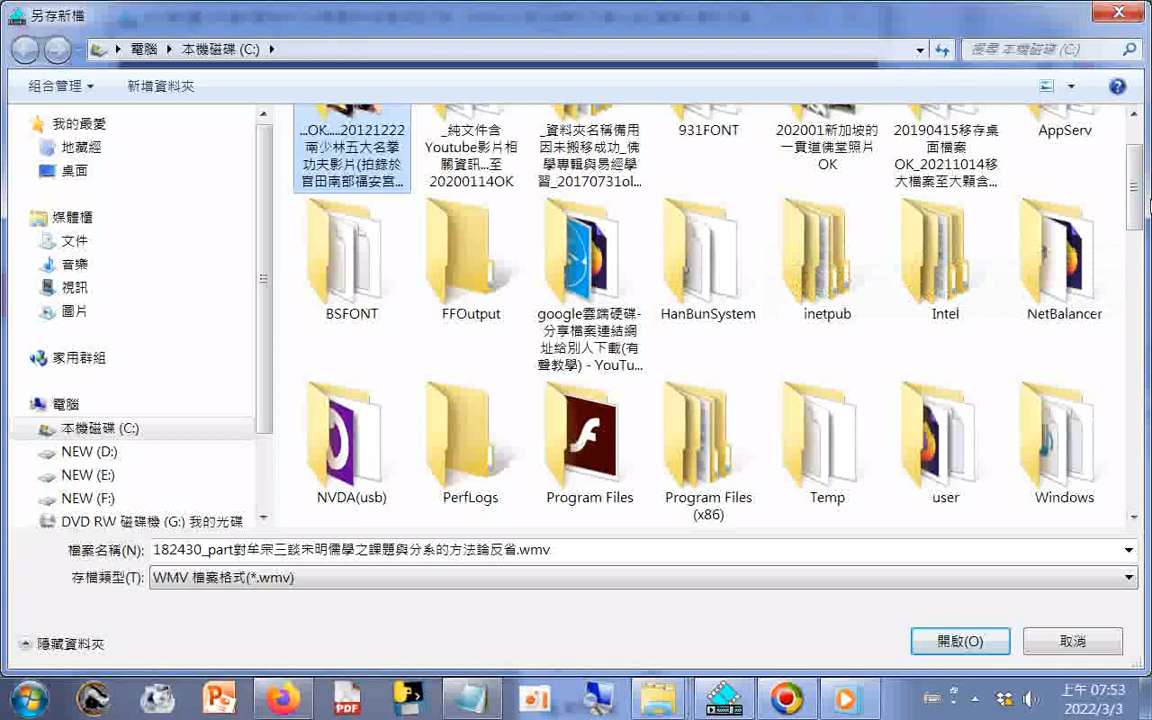 另存新檔
電腦 本機磁碟 (C:)
搜尋 本機磁碟 (C:)
組合管理
新增資料夾
我的最愛
地藏經
桌面
媒體櫃
文件
音樂
視訊
圖片
家用群組
電腦
本機磁碟 (C:)
NEW (D:)
NEW (E:)
NEW (F:)
DVD RW 磁碟機 (G:) 我的光碟
...OK.....20121222
南少林五大名拳
功夫影片(拍錄於
官田南部福安宮...
_純文件含
Youtube影片相
關資訊...至
20200114OK
_資料夾名稱備用
因未搬移成功_佛
學專輯與易經學
習_20170731ol...
931FONT
202001新加坡的
一貫道佛堂照片
OK
20190415移存桌
面檔案
OK_20211014移
大檔案至大顆含...
AppServ
BSFONT
FFOutput
google雲端硬碟-
分享檔案連結網
址给別人下載(有
聲教學) - YouTu...
HanBunSystem
inetpub
Intel
NetBalancer
NVDA(usb)
PerfLogs
Program Files
Program Files
(x86)
Temp
user
Windows
檔案名稱(N): 182430_part對牟宗三談宋明儒學之課題與分系的方法論反省.wmv
存檔類型(T): WMV 檔案格式(*.wmv)
隱藏資料夾
開啟(O)
取消
PDF
上午 07:53
2022/3/3